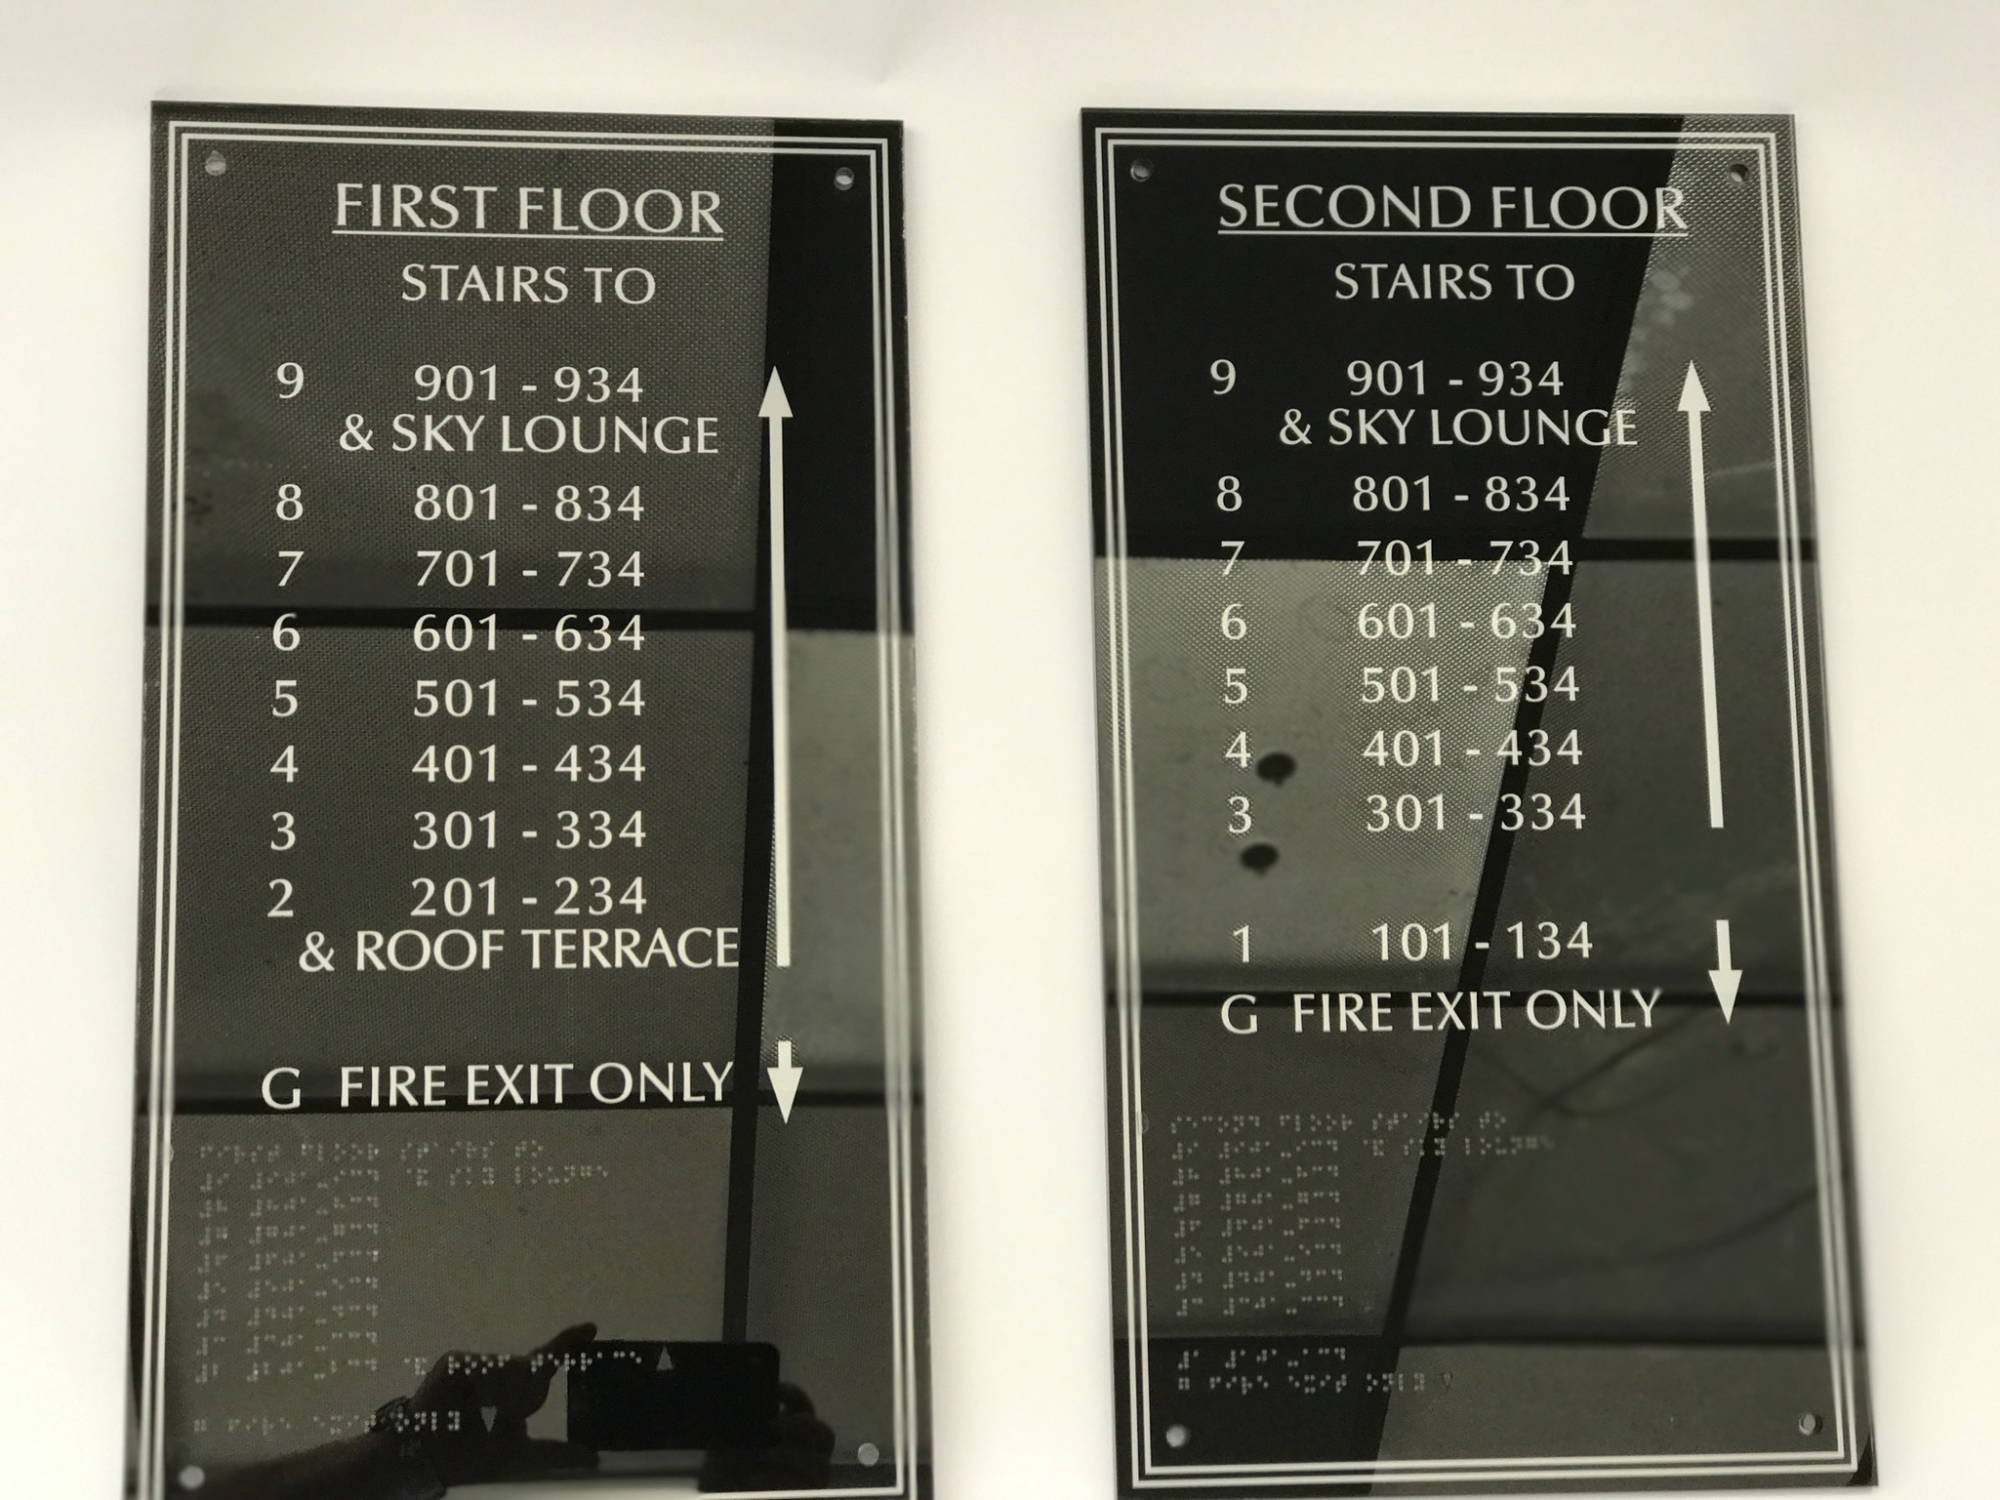 FIRST FLOOR
STAIRS TO
9 901 - 934
& SKY LOUNGE
8 801 - 834
7 701 - 734
6 601 - 634
5 501 - 534
4 401 - 434
3 301 - 334
2 201 - 234
& ROOF TERRACE
G FIRE EXIT ONLY
SECOND FLOOR
STAIRS TO
9 901 - 934
& SKY LOUNGE
8 801 - 834
7 701 - 734
6 601 - 634
5 501 - 534
4 401 - 434
3 301 - 334
1 101 - 134
G FIRE EXIT ONLY